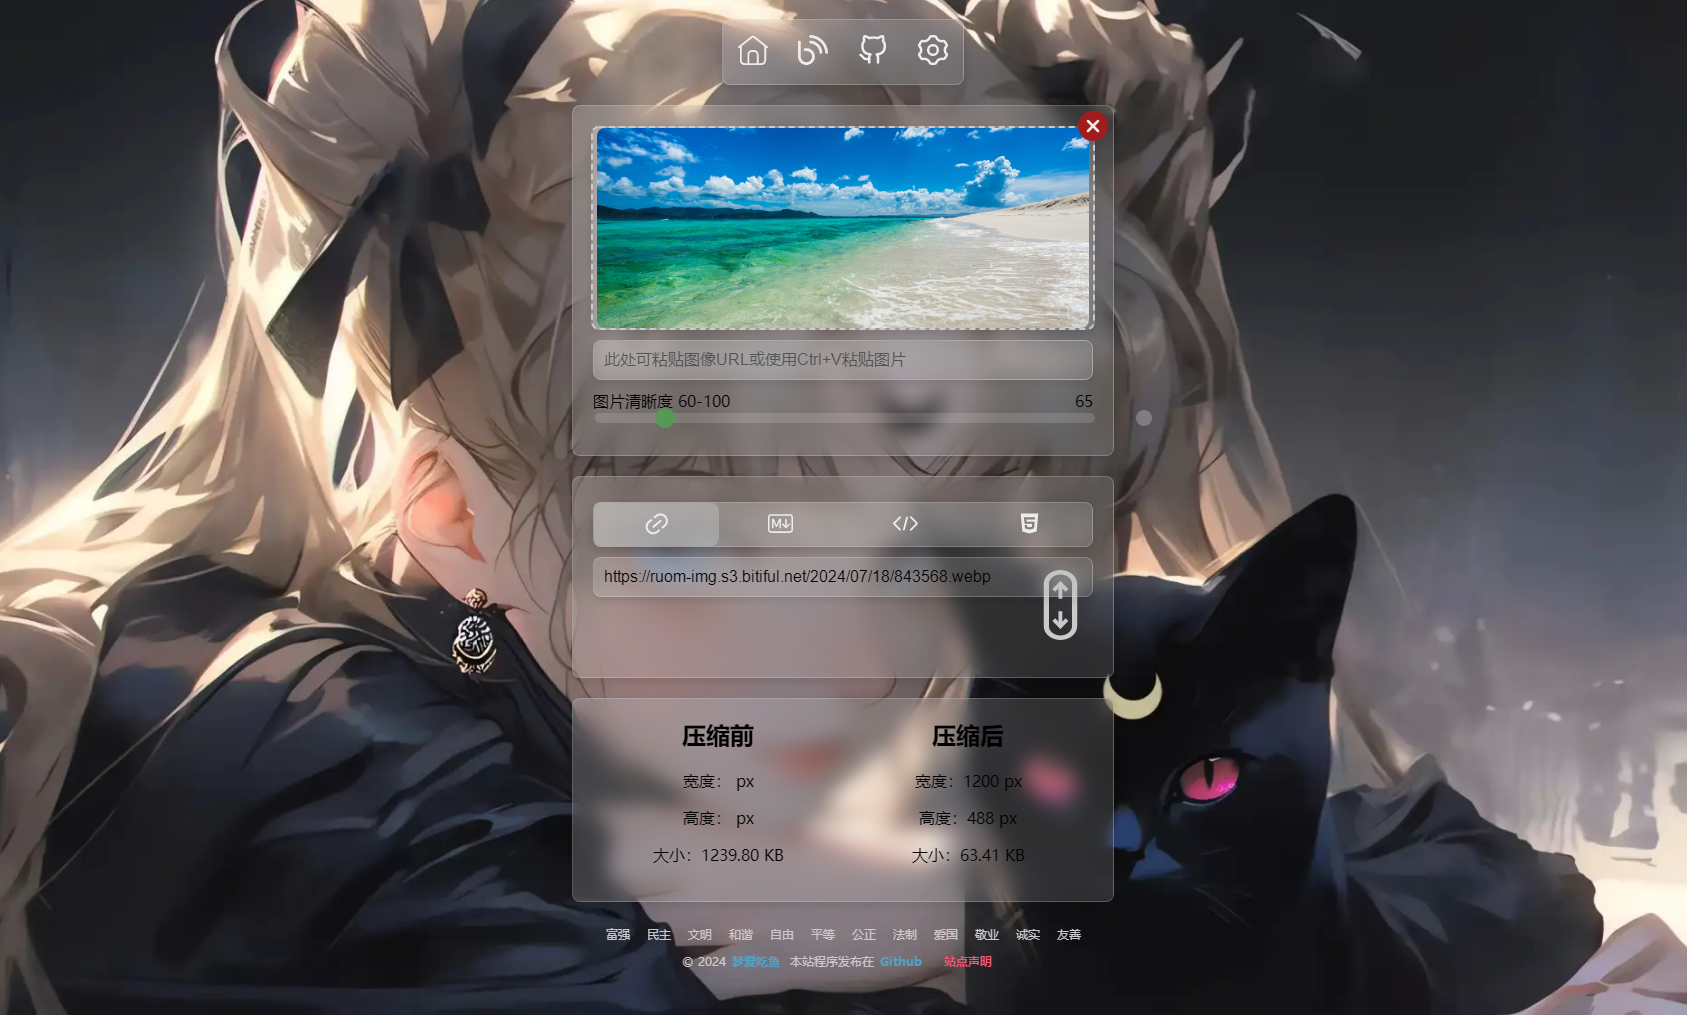 此处可粘贴图像URL或使用Ctrl+V粘贴图片
图片清晰度 60-100 65
M↓ </> 5
https://ruom-img.s3.bitiful.net/2024/07/18/843568.webp
压缩前 压缩后
宽度： px 宽度：1200 px
高度： px 高度：488 px
大小：1239.80 KB 大小：63.41 KB
富强 民主 文明 和谐 自由 平等 公正 法制 爱国 敬业 诚实 友善
© 2024 梦爱吃鱼 本站程序发布在 Github 站点声明